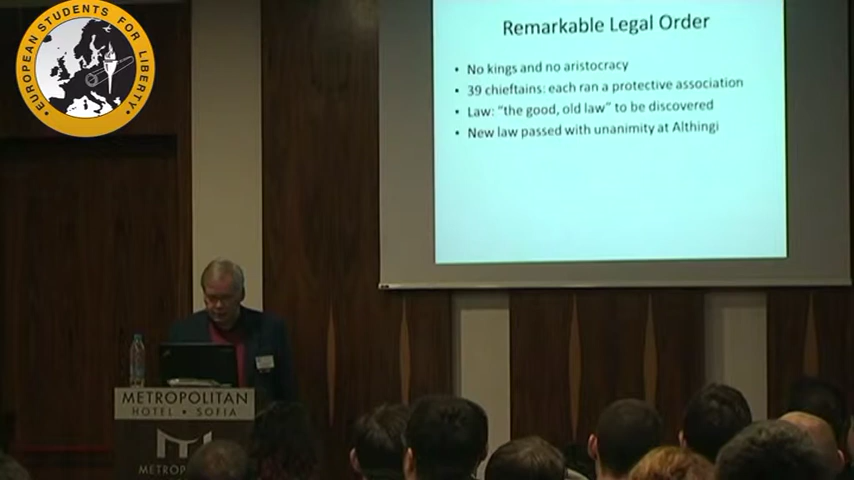 EUROPEAN STUDENTS FOR LIBERTY
Remarkable Legal Order
• No kings and no aristocracy
• 39 chieftains: each ran a protective association
• Law: "the good, old law" to be discovered
• New law passed with unanimity at Althingi
METROPOLITAN
HOTEL • SOFIA
METROP